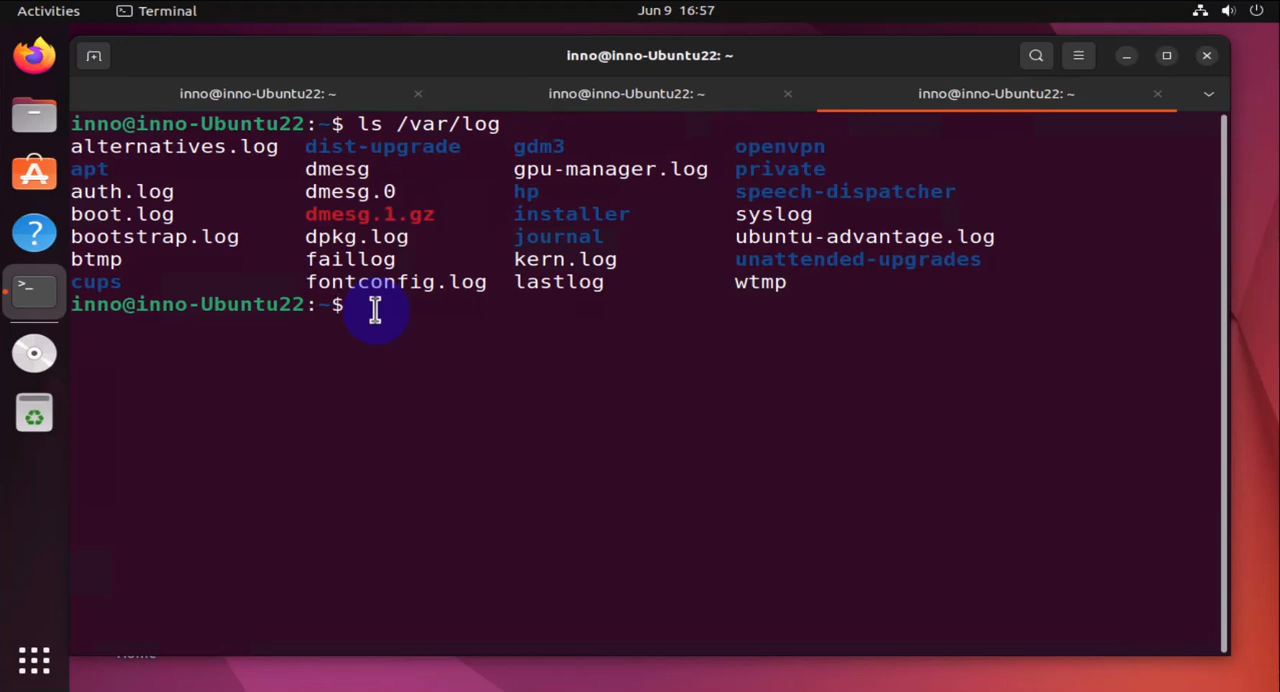 Activities Terminal Jun 9 16:57
inno@inno-Ubuntu22: ~
inno@inno-Ubuntu22: ~ inno@inno-Ubuntu22: ~ inno@inno-Ubuntu22: ~
inno@inno-Ubuntu22:~$ ls /var/log
alternatives.log dist-upgrade gdm3 openvpn
apt dmesg gpu-manager.log private
auth.log dmesg.0 hp speech-dispatcher
boot.log dmesg.1.gz installer syslog
bootstrap.log dpkg.log journal ubuntu-advantage.log
btmp faillog kern.log unattended-upgrades
cups fontconfig.log lastlog wtmp
inno@inno-Ubuntu22:~$
Home